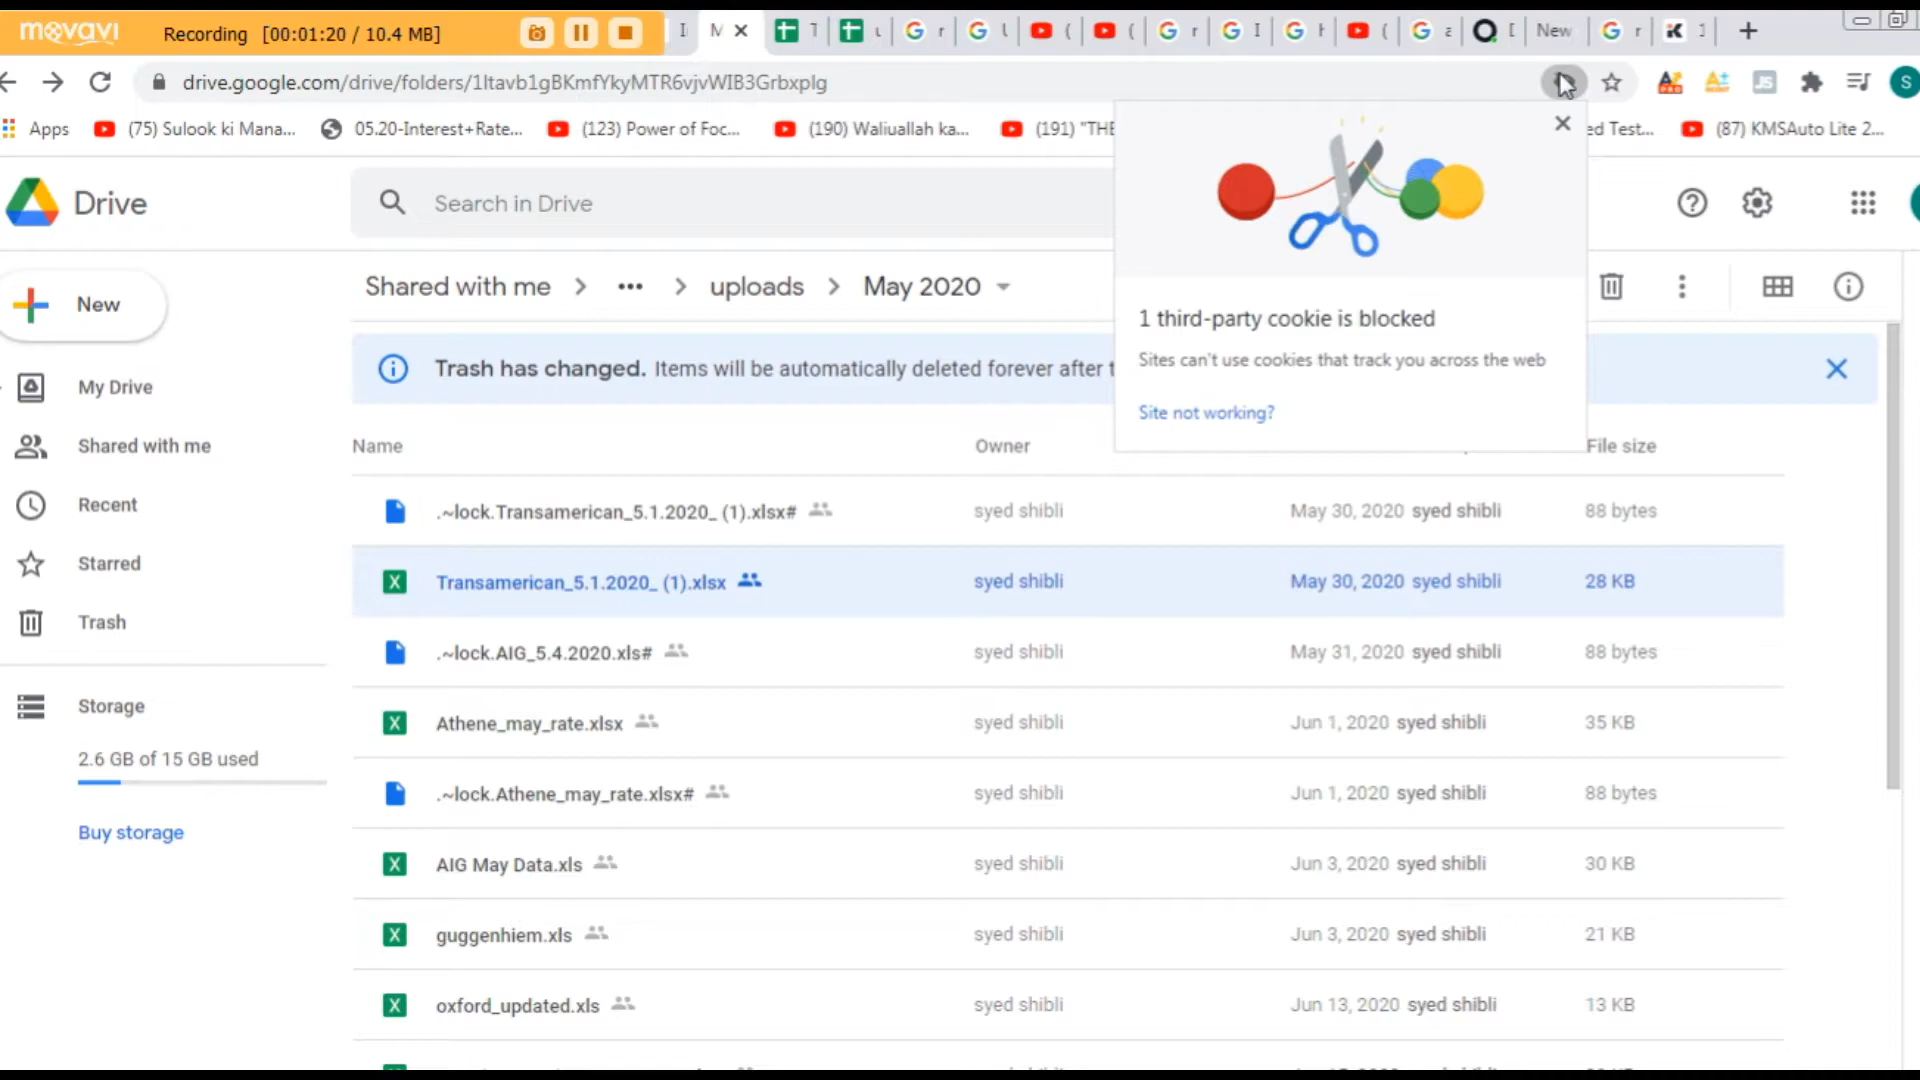 movavi
Recording [00:01:20 / 10.4 MB]
New
drive.google.com/drive/folders/1ltavb1gBKmfYkyMTR6vjvWIB3Grbxplg
S
Apps
(75) Sulook ki Mana...
05.20-Interest+Rate...
(123) Power of Foc...
(190) Waliuallah ka...
(191) "THE
ed Test...
(87) KMSAuto Lite 2...
Drive
Search in Drive
New
Shared with me > ... > uploads > May 2020
1 third-party cookie is blocked
Sites can't use cookies that track you across the web
Site not working?
Trash has changed. Items will be automatically deleted forever after
My Drive
Shared with me
Recent
Starred
Trash
Storage
2.6 GB of 15 GB used
Buy storage
Name Owner File size
.~lock.Transamerican_5.1.2020_ (1).xlsx# syed shibli May 30, 2020 syed shibli 88 bytes
Transamerican_5.1.2020_ (1).xlsx syed shibli May 30, 2020 syed shibli 28 KB
.~lock.AIG_5.4.2020.xls# syed shibli May 31, 2020 syed shibli 88 bytes
Athene_may_rate.xlsx syed shibli Jun 1, 2020 syed shibli 35 KB
.~lock.Athene_may_rate.xlsx# syed shibli Jun 1, 2020 syed shibli 88 bytes
AIG May Data.xls syed shibli Jun 3, 2020 syed shibli 30 KB
guggenhiem.xls syed shibli Jun 3, 2020 syed shibli 21 KB
oxford_updated.xls syed shibli Jun 13, 2020 syed shibli 13 KB